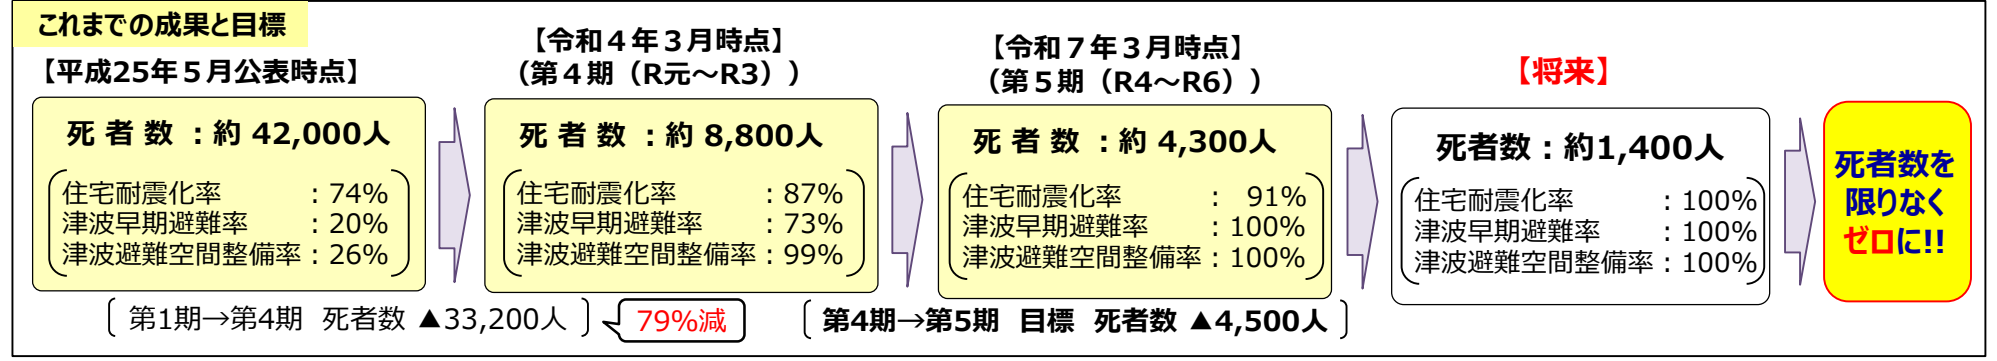 これまでの成果と目標
【平成25年５月公表時点】
死 者 数 ：約 42,000人
住宅耐震化率 ：74%
津波早期避難率 ：20%
津波避難空間整備率：26%
【令和４年３月時点】
（第４期（R元～R3））
死 者 数 ：約 8,800人
住宅耐震化率 ：87%
津波早期避難率 ：73%
津波避難空間整備率：99%
【令和７年３月時点】
（第５期（R4～R6））
死 者 数 ：約 4,300人
住宅耐震化率 ： 91%
津波早期避難率 ：100%
津波避難空間整備率：100%
【将来】
死者数：約1,400人
住宅耐震化率 ：100%
津波早期避難率 ：100%
津波避難空間整備率：100%
死者数を
限りなく
ゼロに!!
第1期→第4期 死者数 ▲33,200人
79%減
第4期→第5期 目標 死者数 ▲4,500人